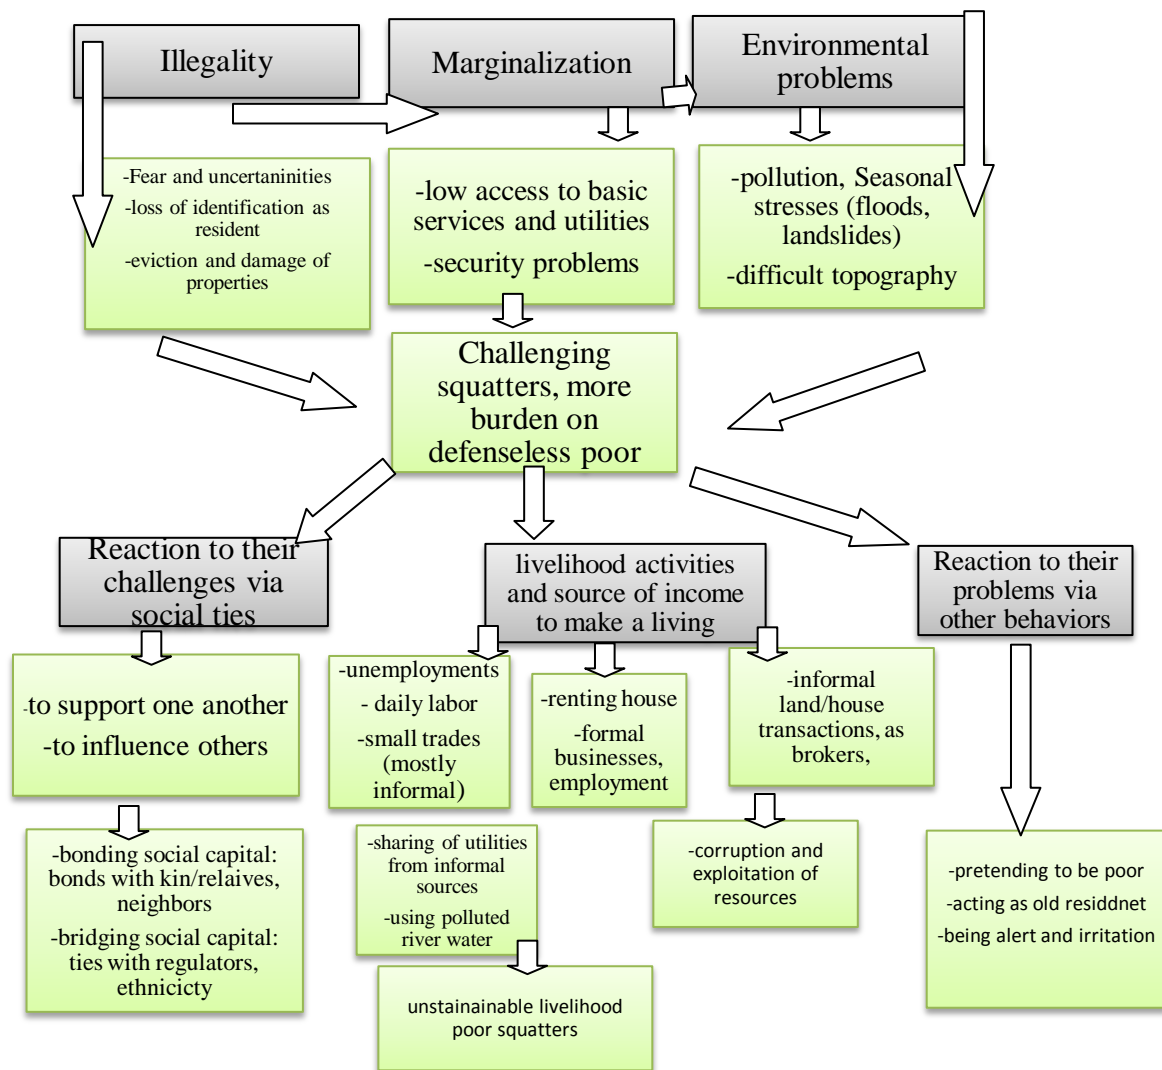 Illegality
Marginalization
Environmental
problems
-Fear and uncertaninities
-loss of identification as
resident
-eviction and damage of
properties
-low access to basic
services and utilities
-security problems
-pollution, Seasonal
stresses (floods,
landslides)
-difficult topography
Challenging
squatters, more
burden on
defenseless poor
Reaction to their
challenges via
social ties
livelihood activities
and source of income
to make a living
Reaction to their
problems via
other behaviors
-to support one another
-to influence others
-unemployments
- daily labor
-small trades
(mostly
informal)
-renting house
-formal
businesses,
employment
-informal
land/house
transactions, as
brokers,
-bonding social capital:
bonds with kin/relaives,
neighbors
-bridging social capital:
ties with regulators,
ethnicicty
-sharing of utilities
from informal
sources
-using polluted
river water
-corruption and
exploitation of
resources
-pretending to be poor
-acting as old residdnet
-being alert and irritation
unstainainable livelihood
poor squatters